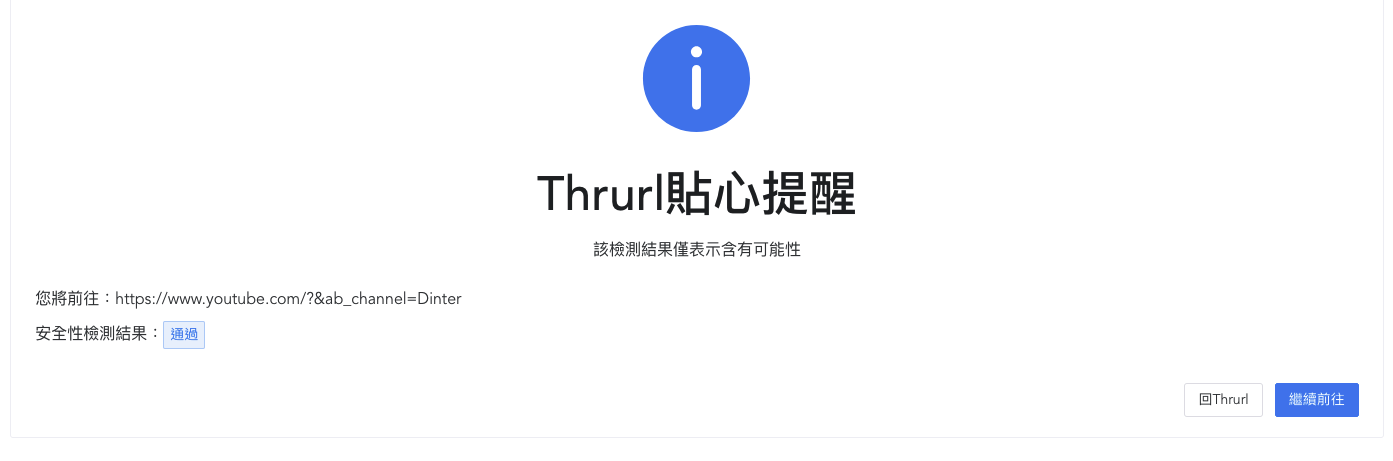 Thrurl貼心提醒
該檢測結果僅表示含有可能性
您將前往：https://www.youtube.com/?&ab_channel=Dinter
安全性檢測結果：通過
回Thrurl
繼續前往